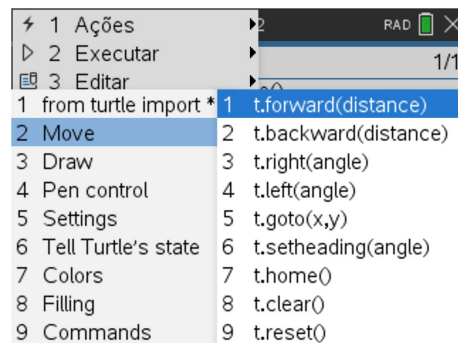 1 Ações
2 Executar
3 Editar
2
RAD
1/1
1 from turtle import *
2 Move
3 Draw
4 Pen control
5 Settings
6 Tell Turtle's state
7 Colors
8 Filling
9 Commands
1 t.forward(distance)
2 t.backward(distance)
3 t.right(angle)
4 t.left(angle)
5 t.goto(x,y)
6 t.setheading(angle)
7 t.home()
8 t.clear()
9 t.reset()